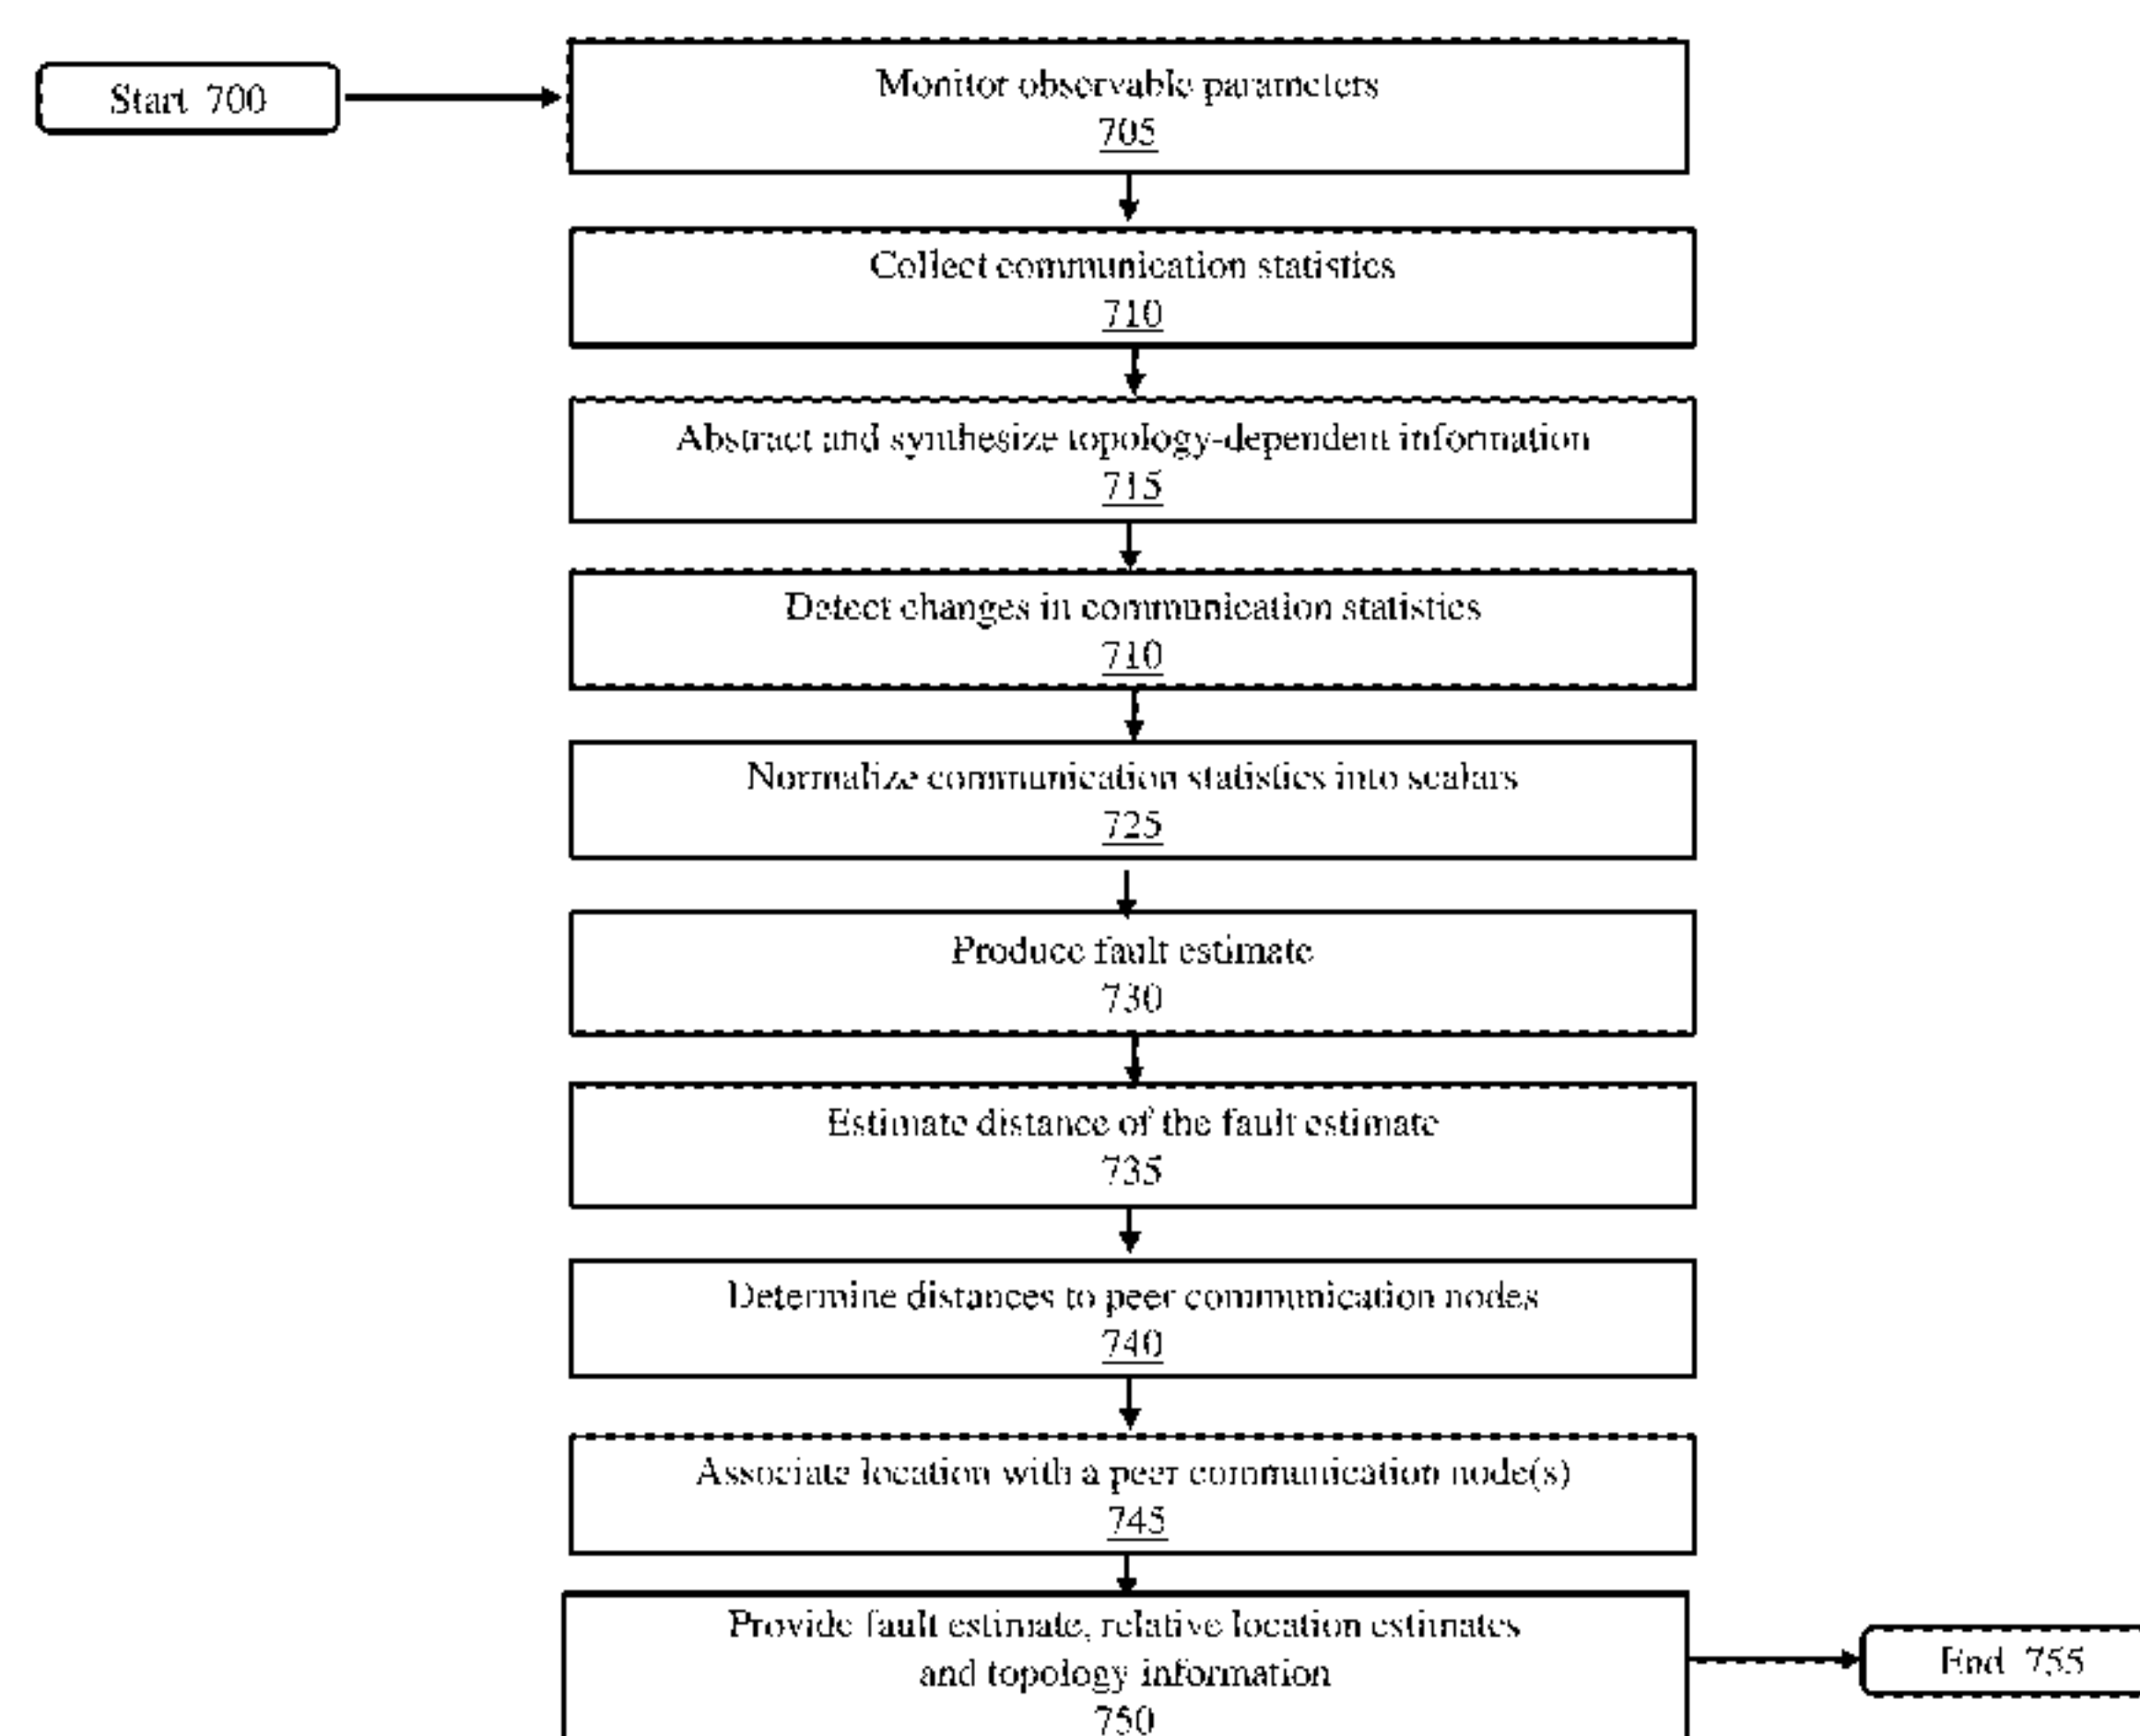 Start 700
Monitor observable parameters
705
Collect communication statistics
710
Abstract and synthesize topology-dependent information
715
Detect changes in communication statistics
710
Normalize communication statistics into scalars
725
Produce fault estimate
730
Estimate distance of the fault estimate
735
Determine distances to peer communication nodes
740
Associate location with a peer communication node(s)
745
Provide fault estimate, relative location estimates
and topology information
750
End 755